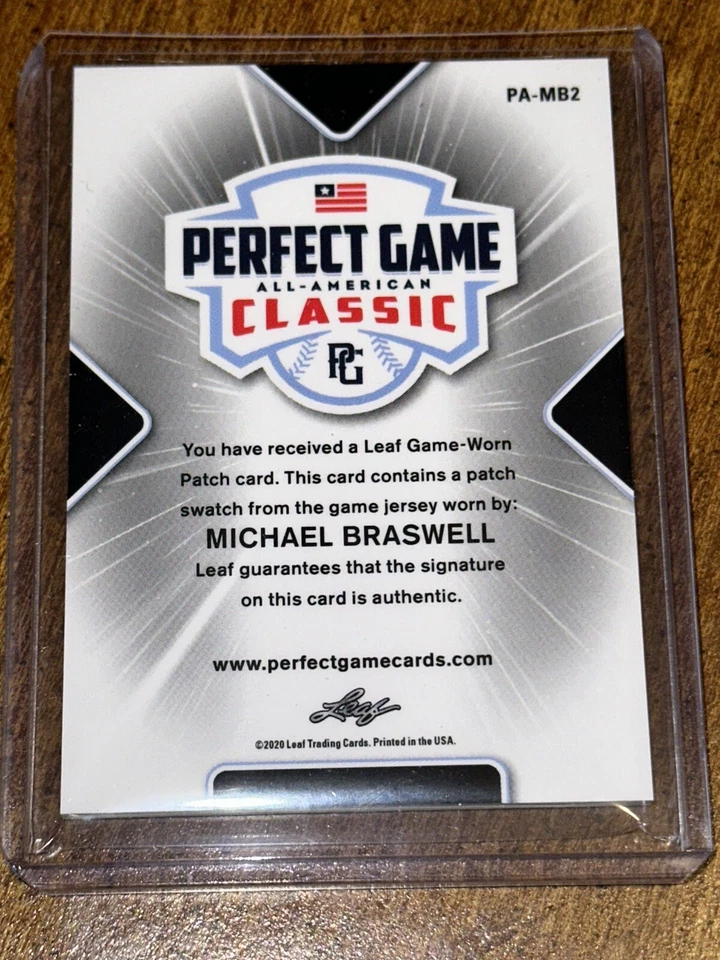 PA-MB2
PERFECT GAME
ALL-AMERICAN
CLASSIC
PG
You have received a Leaf Game-Worn
Patch card. This card contains a patch
swatch from the game jersey worn by:
MICHAEL BRASWELL
Leaf guarantees that the signature
on this card is authentic.
www.perfectgamecards.com
Leaf
©2020 Leaf Trading Cards. Printed in the USA.